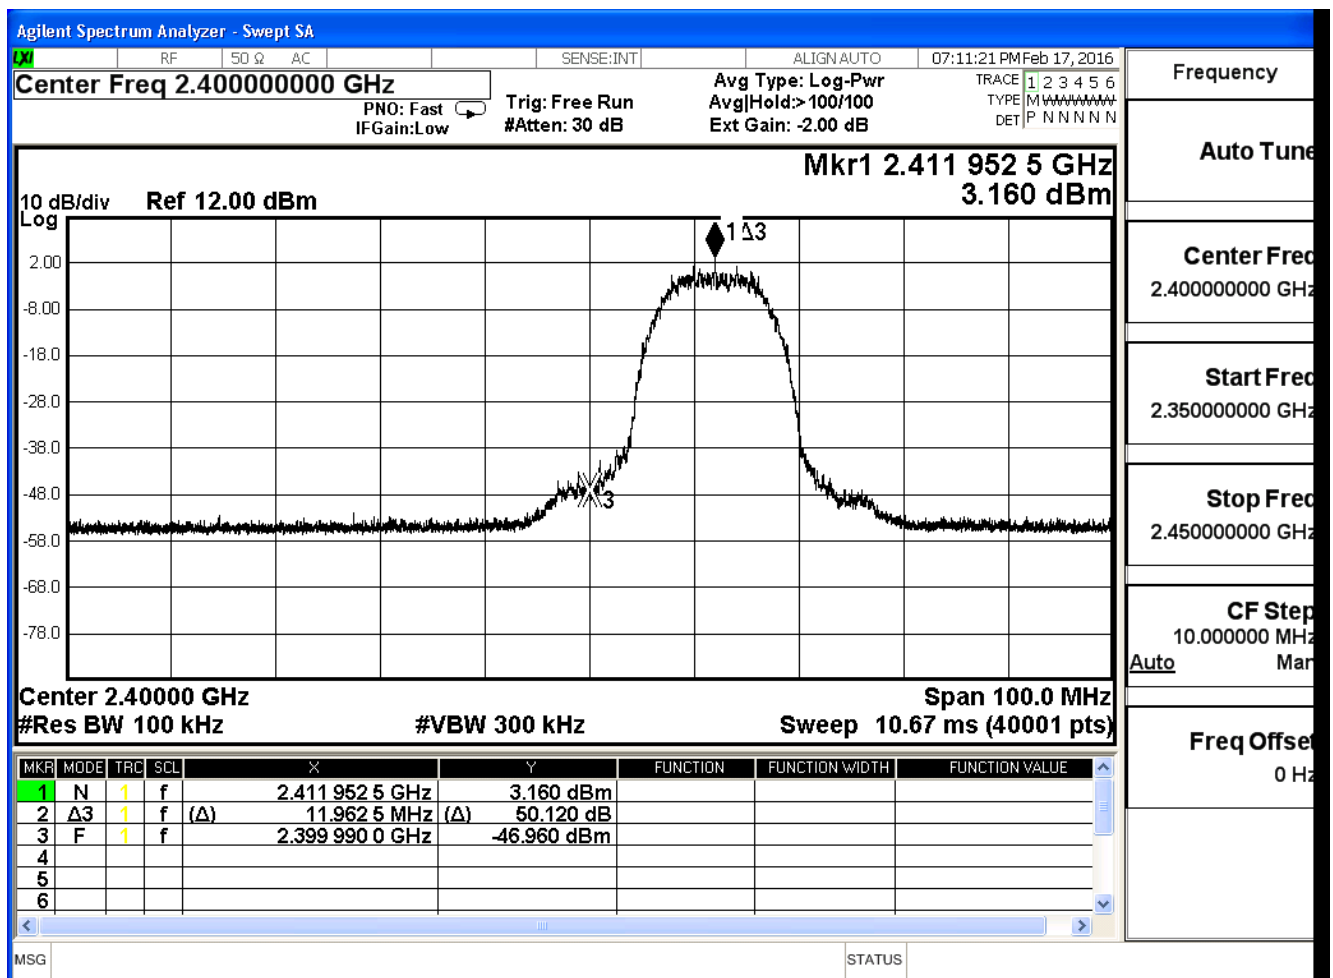 Agilent Spectrum Analyzer - Swept SA
LXI RF 50 Ω AC SENSE:INT ALIGN AUTO 07:11:21 PM Feb 17, 2016
Center Freq 2.400000000 GHz
PNO: Fast
IFGain:Low
Trig: Free Run
#Atten: 30 dB
Avg Type: Log-Pwr
Avg|Hold:>100/100
Ext Gain: -2.00 dB
TRACE 1 2 3 4 5 6
TYPE M WWWWW
DET P N N N N N
Mkr1 2.411 952 5 GHz
3.160 dBm
10 dB/div Ref 12.00 dBm
Log
1Δ3
2.00
-8.00
-18.0
-28.0
-38.0
-48.0
3
-58.0
-68.0
-78.0
Center 2.40000 GHz Span 100.0 MHz
#Res BW 100 kHz #VBW 300 kHz Sweep 10.67 ms (40001 pts)
MKR MODE TRC SCL X Y FUNCTION FUNCTION WIDTH FUNCTION VALUE
1 N 1 f 2.411 952 5 GHz 3.160 dBm
2 Δ3 1 f (Δ) 11.962 5 MHz (Δ) 50.120 dB
3 F 1 f 2.399 990 0 GHz -46.960 dBm
4
5
6
MSG STATUS
Frequency
Auto Tune
Center Freq
2.400000000 GHz
Start Freq
2.350000000 GHz
Stop Freq
2.450000000 GHz
CF Step
10.000000 MHz
Auto Man
Freq Offset
0 Hz